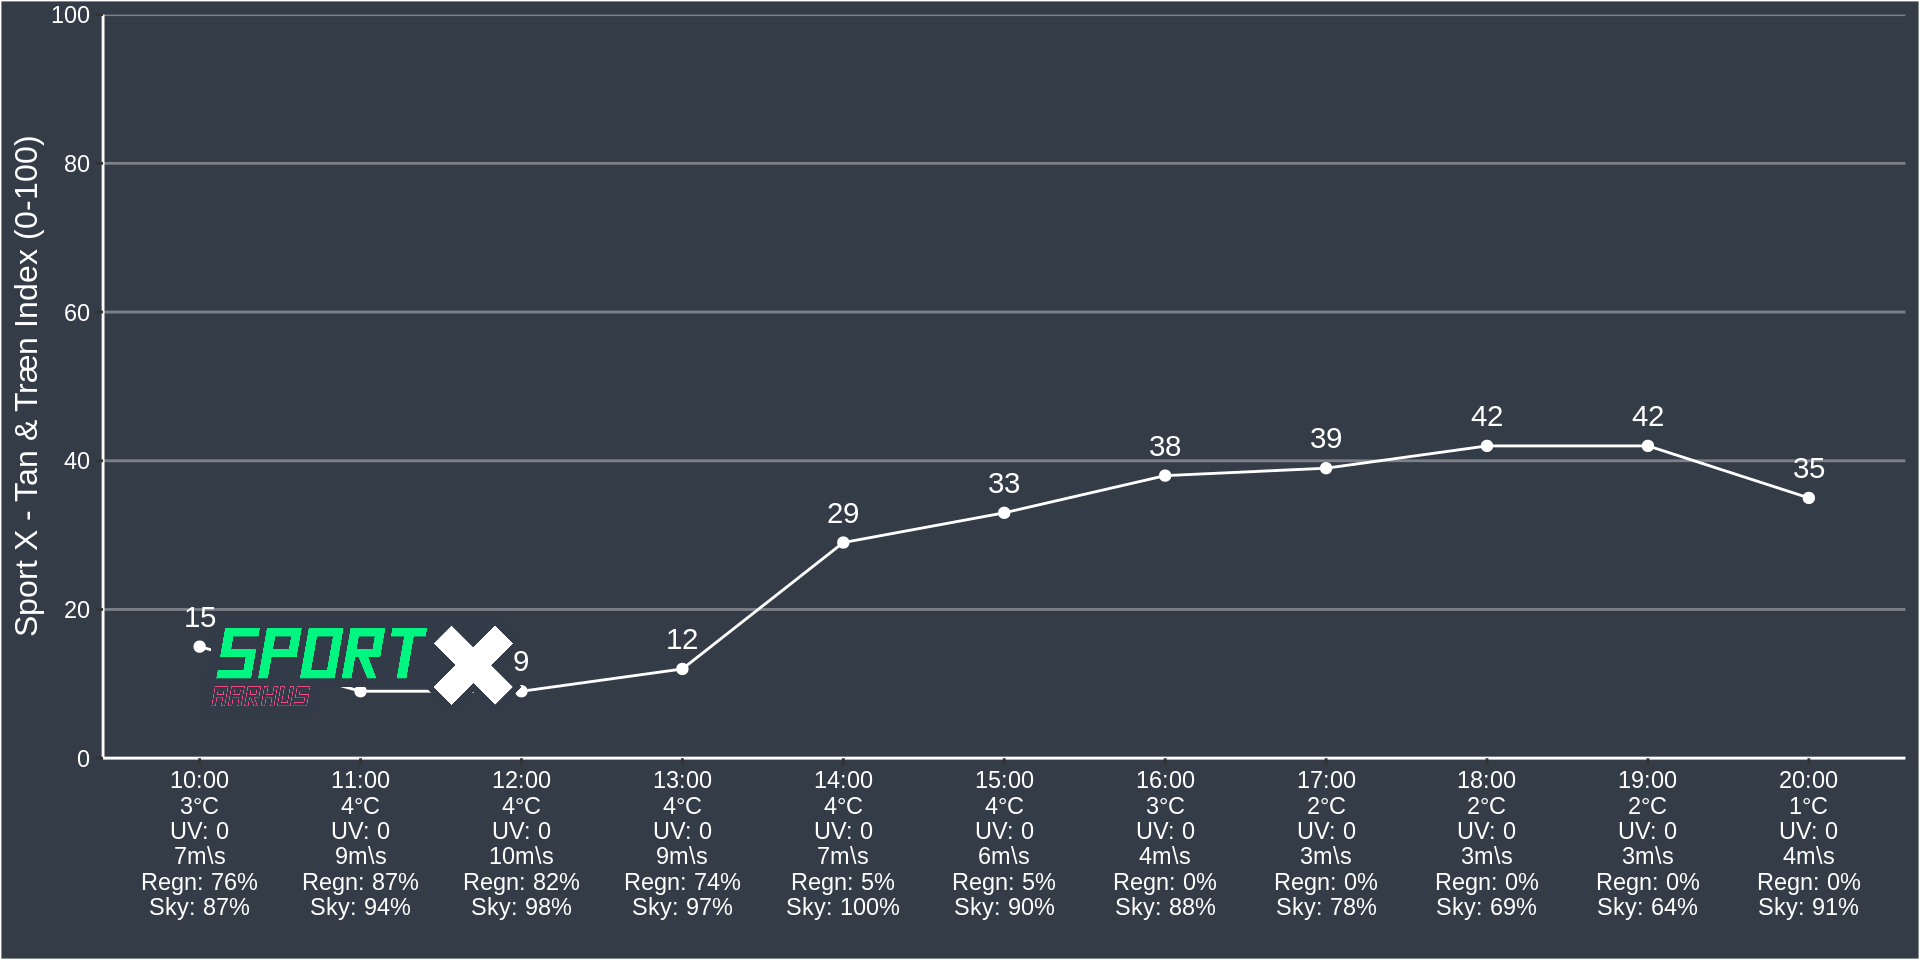 Sport X - Tan & Træn Index (0-100)
100
80
60
40
20
0
15
9
12
29
33
38
39
42
42
35
SPORT X
AARHUS
10:00 11:00 12:00 13:00 14:00 15:00 16:00 17:00 18:00 19:00 20:00
3°C 4°C 4°C 4°C 4°C 4°C 3°C 2°C 2°C 2°C 1°C
UV: 0 UV: 0 UV: 0 UV: 0 UV: 0 UV: 0 UV: 0 UV: 0 UV: 0 UV: 0 UV: 0
7m\s 9m\s 10m\s 9m\s 7m\s 6m\s 4m\s 3m\s 3m\s 3m\s 4m\s
Regn: 76% Regn: 87% Regn: 82% Regn: 74% Regn: 5% Regn: 5% Regn: 0% Regn: 0% Regn: 0% Regn: 0% Regn: 0%
Sky: 87% Sky: 94% Sky: 98% Sky: 97% Sky: 100% Sky: 90% Sky: 88% Sky: 78% Sky: 69% Sky: 64% Sky: 91%